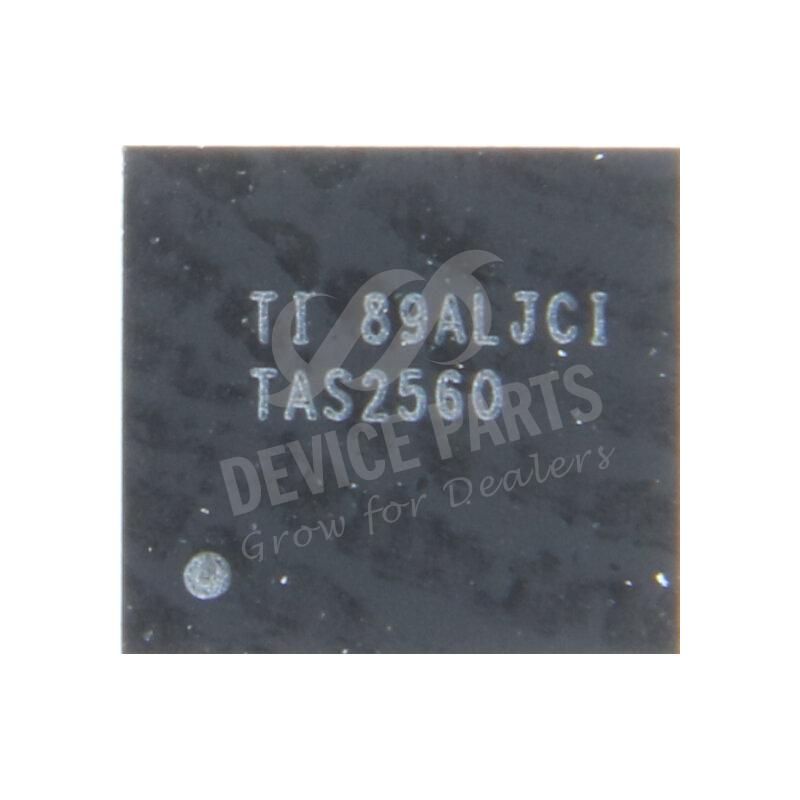 TI 89ALJCI
TAS2560
DEVICE PARTS
Grow for Dealers